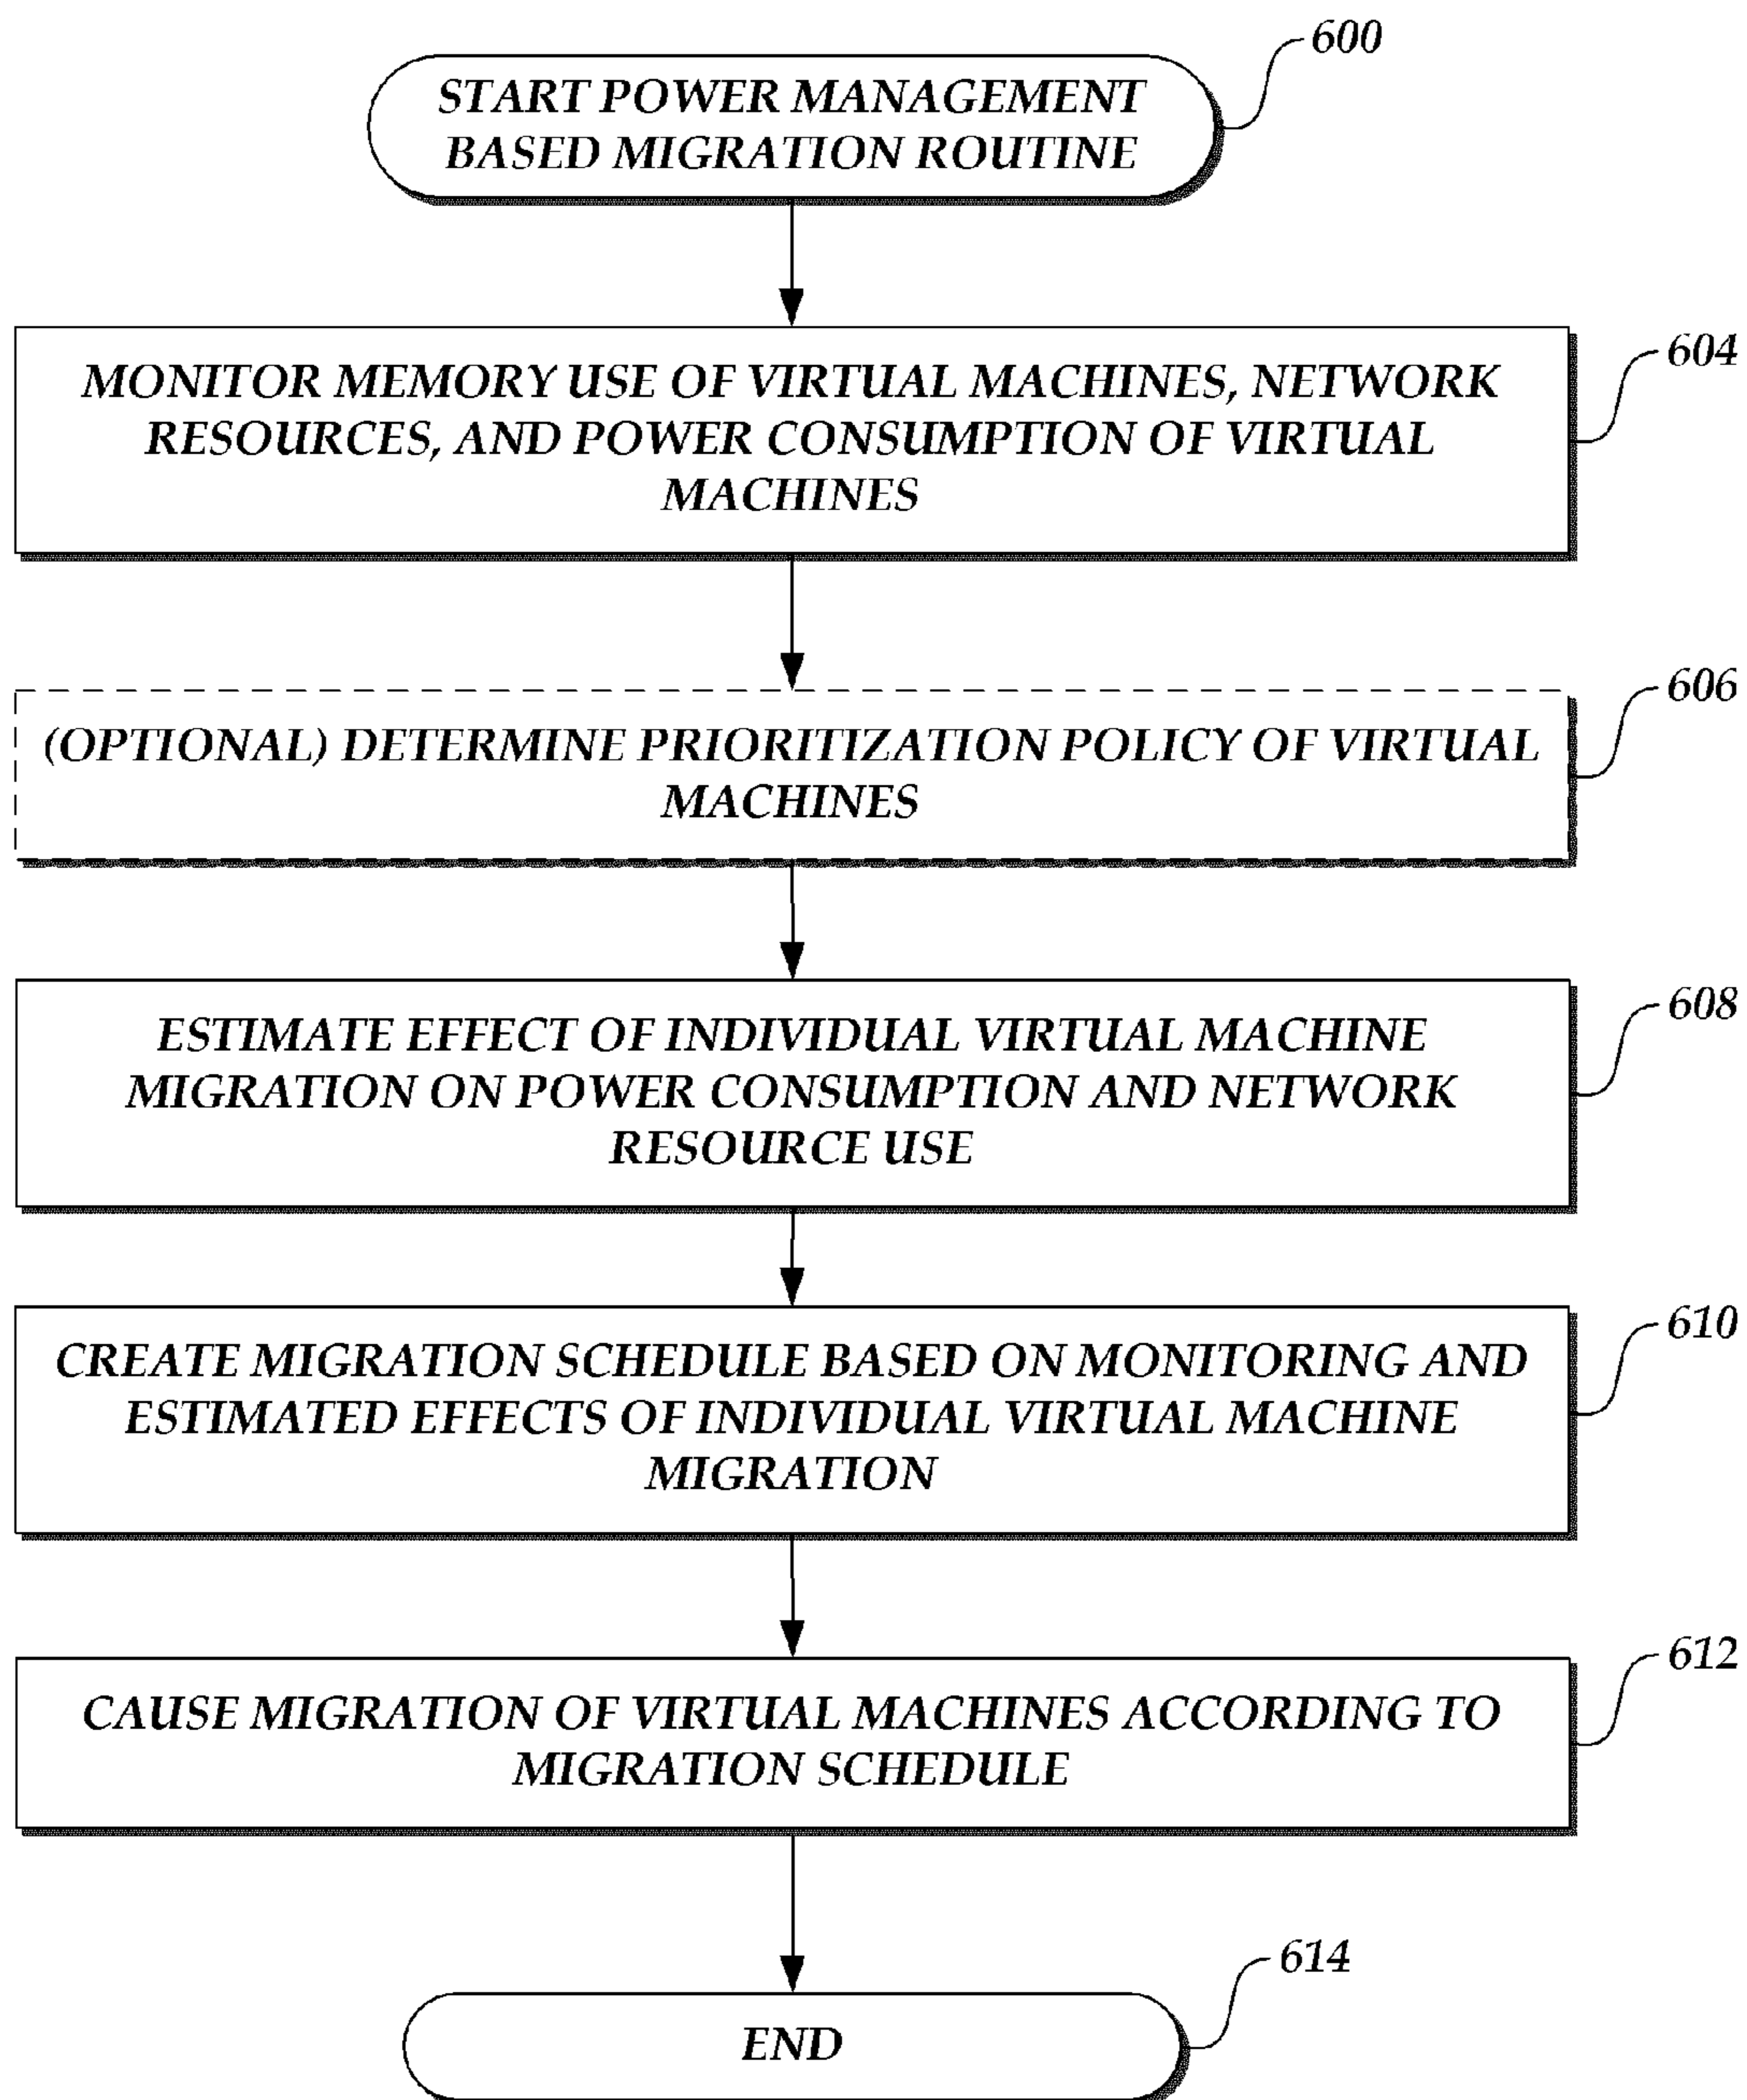 600
START POWER MANAGEMENT
BASED MIGRATION ROUTINE
604
MONITOR MEMORY USE OF VIRTUAL MACHINES, NETWORK
RESOURCES, AND POWER CONSUMPTION OF VIRTUAL
MACHINES
606
(OPTIONAL) DETERMINE PRIORITIZATION POLICY OF VIRTUAL
MACHINES
608
ESTIMATE EFFECT OF INDIVIDUAL VIRTUAL MACHINE
MIGRATION ON POWER CONSUMPTION AND NETWORK
RESOURCE USE
610
CREATE MIGRATION SCHEDULE BASED ON MONITORING AND
ESTIMATED EFFECTS OF INDIVIDUAL VIRTUAL MACHINE
MIGRATION
612
CAUSE MIGRATION OF VIRTUAL MACHINES ACCORDING TO
MIGRATION SCHEDULE
614
END